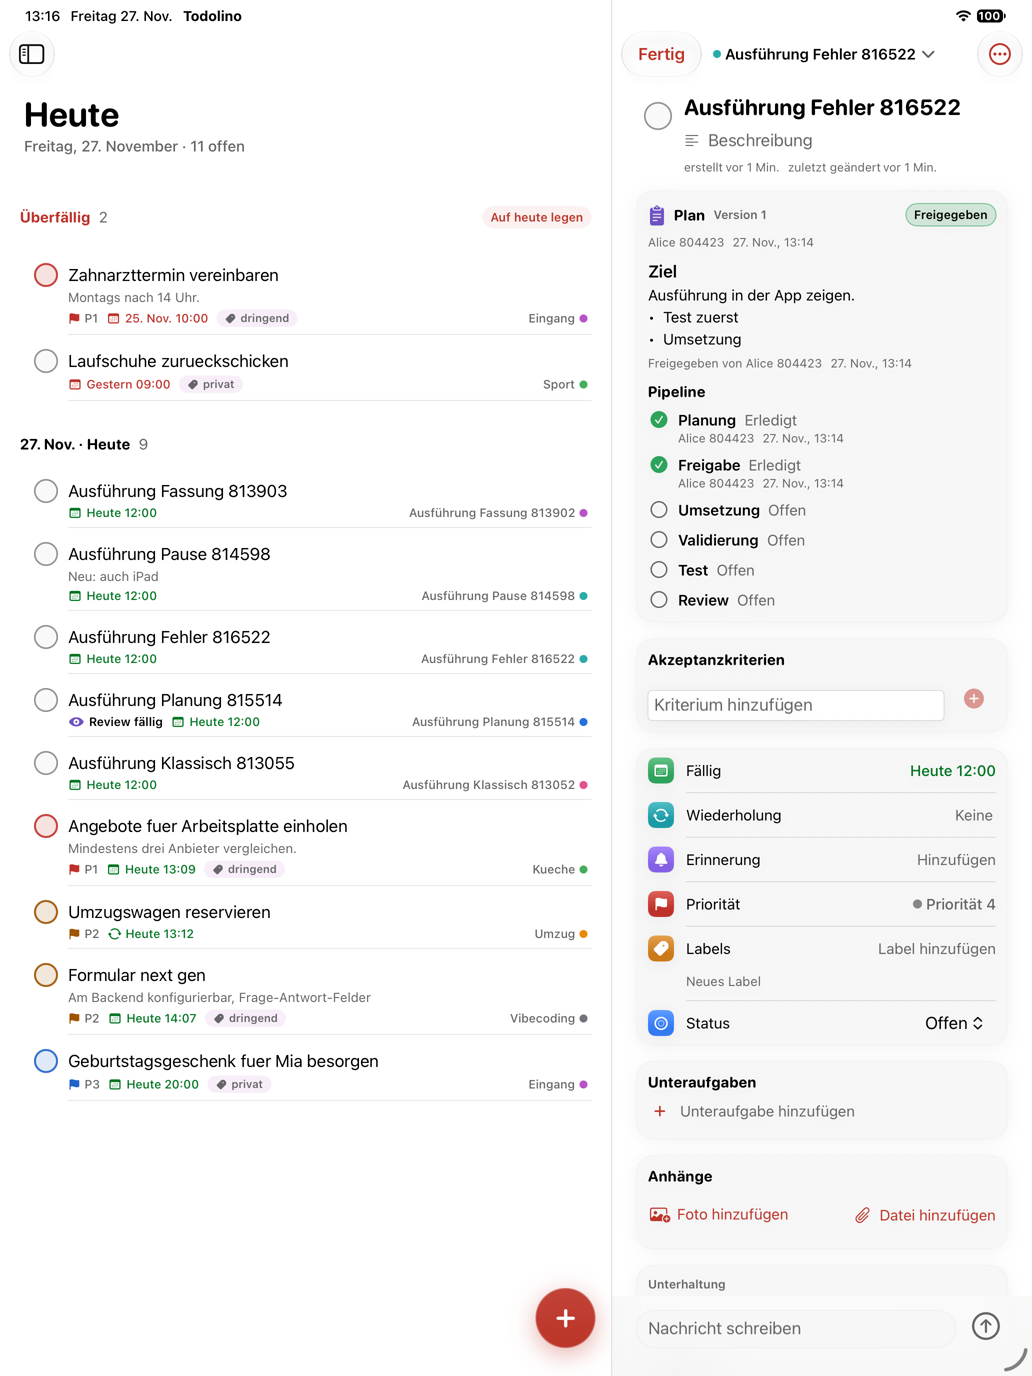 13:16 Freitag 27. Nov. Todolino
100
Heute
Freitag, 27. November · 11 offen
Überfällig 2
Auf heute legen
Zahnarzttermin vereinbaren
Montags nach 14 Uhr.
P1 25. Nov. 10:00 dringend Eingang
Laufschuhe zurueckschicken
Gestern 09:00 privat Sport
27. Nov. · Heute 9
Ausführung Fassung 813903
Heute 12:00 Ausführung Fassung 813902
Ausführung Pause 814598
Neu: auch iPad
Heute 12:00 Ausführung Pause 814598
Ausführung Fehler 816522
Heute 12:00 Ausführung Fehler 816522
Ausführung Planung 815514
Review fällig Heute 12:00 Ausführung Planung 815514
Ausführung Klassisch 813055
Heute 12:00 Ausführung Klassisch 813052
Angebote fuer Arbeitsplatte einholen
Mindestens drei Anbieter vergleichen.
P1 Heute 13:09 dringend Kueche
Umzugswagen reservieren
P2 Heute 13:12 Umzug
Formular next gen
Am Backend konfigurierbar, Frage-Antwort-Felder
P2 Heute 14:07 dringend Vibecoding
Geburtstagsgeschenk fuer Mia besorgen
P3 Heute 20:00 privat Eingang
Fertig
Ausführung Fehler 816522
Ausführung Fehler 816522
Beschreibung
erstellt vor 1 Min. zuletzt geändert vor 1 Min.
Plan Version 1 Freigegeben
Alice 804423 27. Nov., 13:14
Ziel
Ausführung in der App zeigen.
• Test zuerst
• Umsetzung
Freigegeben von Alice 804423 27. Nov., 13:14
Pipeline
Planung Erledigt
Alice 804423 27. Nov., 13:14
Freigabe Erledigt
Alice 804423 27. Nov., 13:14
Umsetzung Offen
Validierung Offen
Test Offen
Review Offen
Akzeptanzkriterien
Kriterium hinzufügen
Fällig Heute 12:00
Wiederholung Keine
Erinnerung Hinzufügen
Priorität Priorität 4
Labels Label hinzufügen
Neues Label
Status Offen
Unteraufgaben
Unteraufgabe hinzufügen
Anhänge
Foto hinzufügen Datei hinzufügen
Unterhaltung
Nachricht schreiben